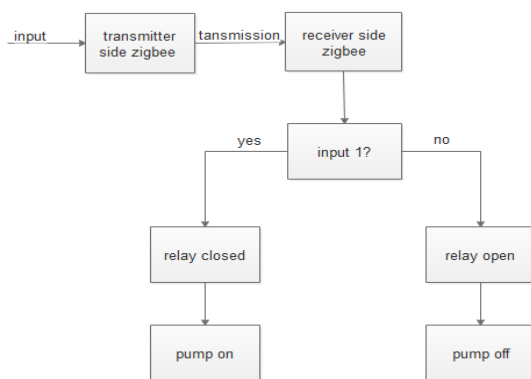 input
transmitter
side zigbee
tansmission
receiver side
zigbee
yes
input 1?
no
relay closed
relay open
pump on
pump off